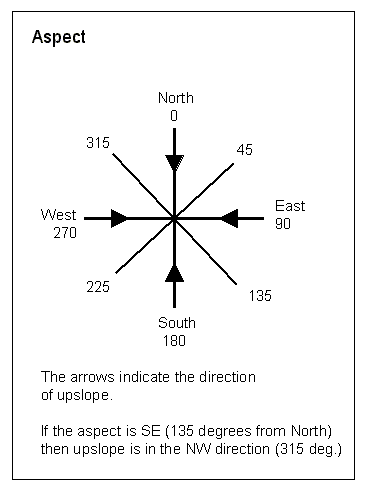 Aspect
North
0
315
45
West
270
East
90
225
135
South
180
The arrows indicate the direction
of upslope.
If the aspect is SE (135 degrees from North)
then upslope is in the NW direction (315 deg.)